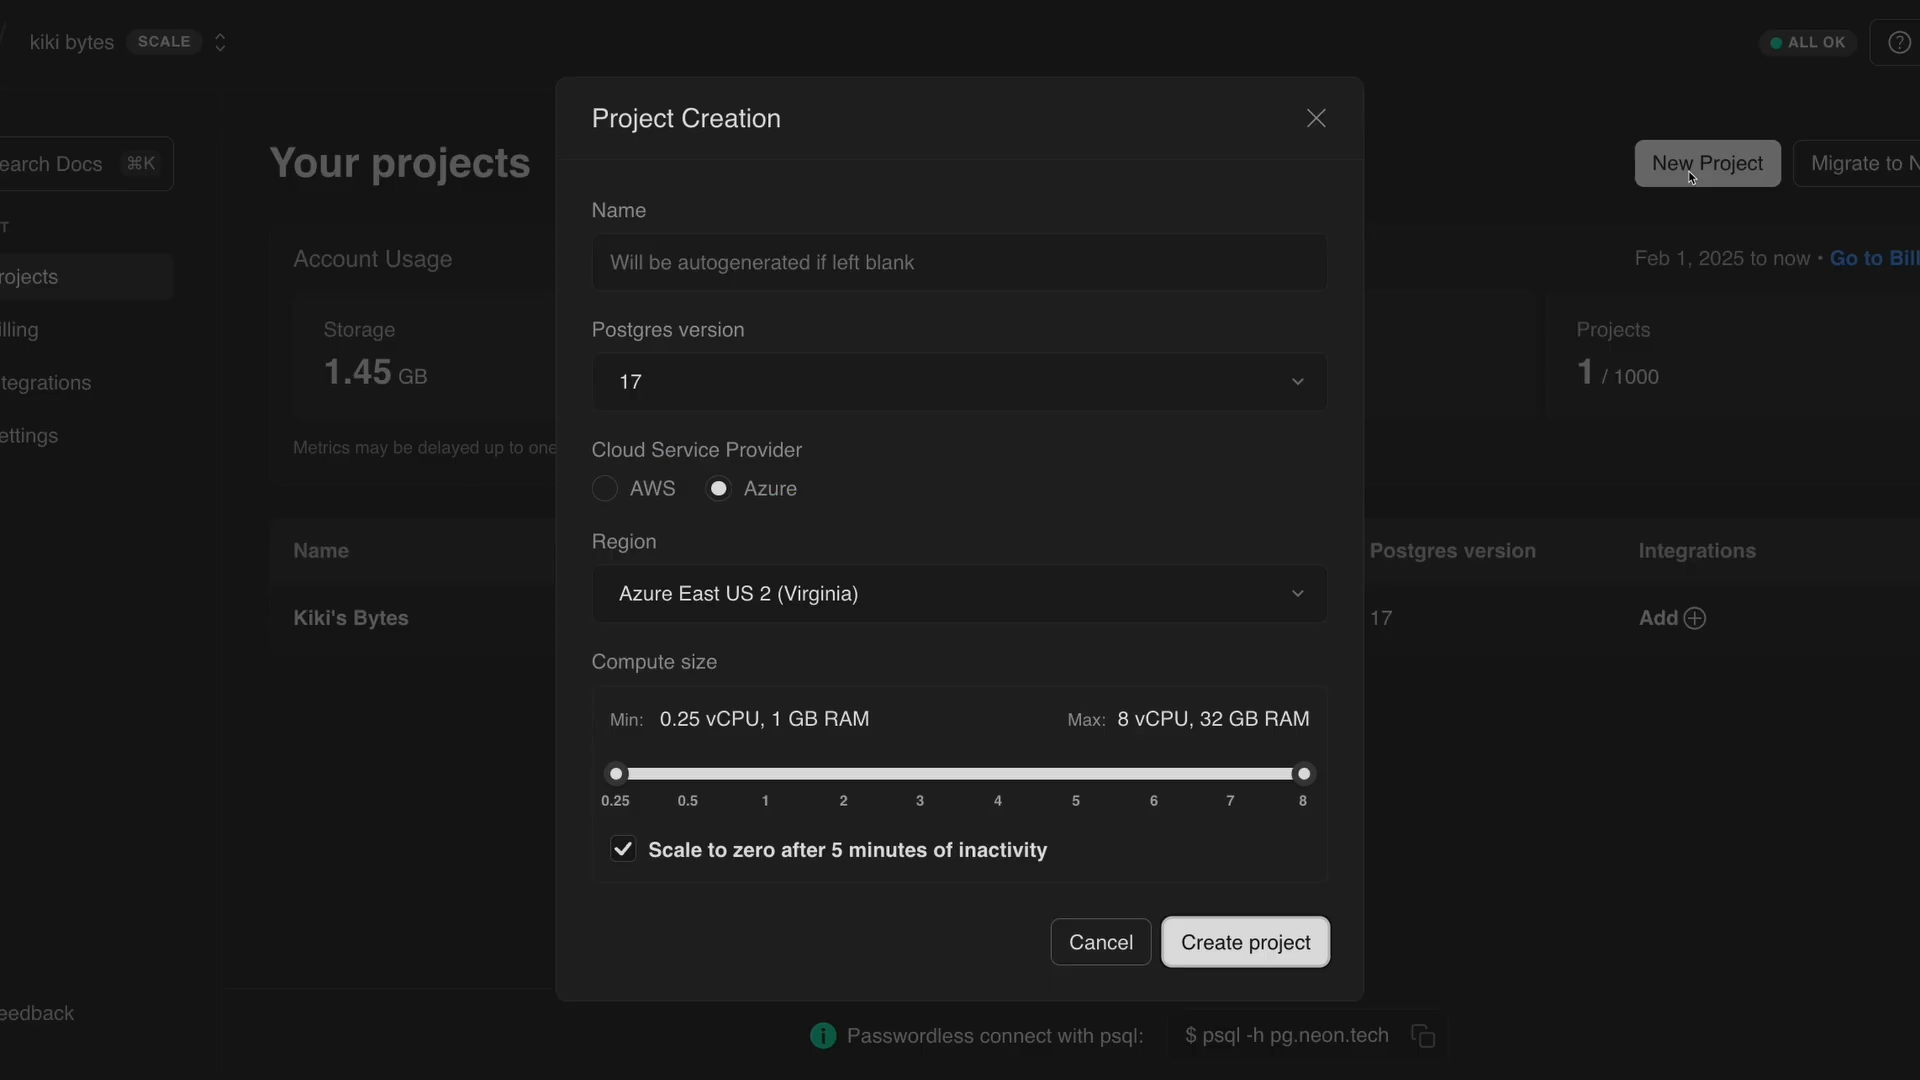 kiki bytes SCALE
ALL OK
Project Creation
earch Docs ⌘K
Your projects
New Project
Migrate to N
T
Name
Account Usage
Feb 1, 2025 to now • Go to Bill
Will be autogenerated if left blank
rojects
Storage
Postgres version
Projects
illing
1.45 GB
17
1 / 1000
tegrations
ettings
Metrics may be delayed up to one
Cloud Service Provider
AWS
Azure
Region
Name
Postgres version
Integrations
Azure East US 2 (Virginia)
Kiki's Bytes
17
Add
Compute size
Min: 0.25 vCPU, 1 GB RAM
Max: 8 vCPU, 32 GB RAM
0.25 0.5 1 2 3 4 5 6 7 8
Scale to zero after 5 minutes of inactivity
Cancel
Create project
eedback
Passwordless connect with psql:
$ psql -h pg.neon.tech